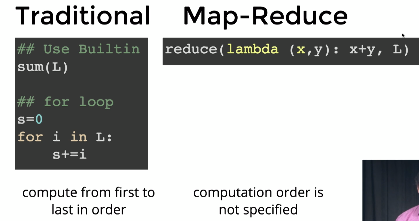 Traditional
## Use Builtin
sum(L)
## for loop
s=0
for i in L:
s+=i
compute from first to
last in order
Map-Reduce
reduce(lambda (x,y): x+y, L)
computation order is
not specified